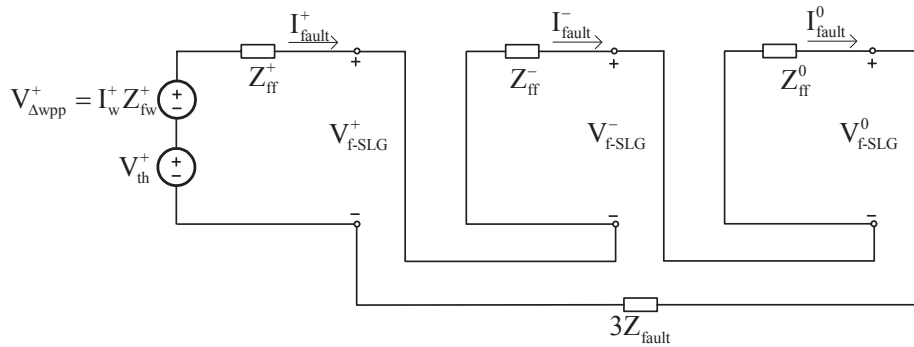 I⁺fault
I⁻fault
I⁰fault
Z⁺ff
Z⁻ff
Z⁰ff
+
+
+
V⁺Δwpp = I⁺w Z⁺fw
+
−
V⁺f-SLG
V⁻f-SLG
V⁰f-SLG
V⁺th
+
−
−
−
−
3Zfault